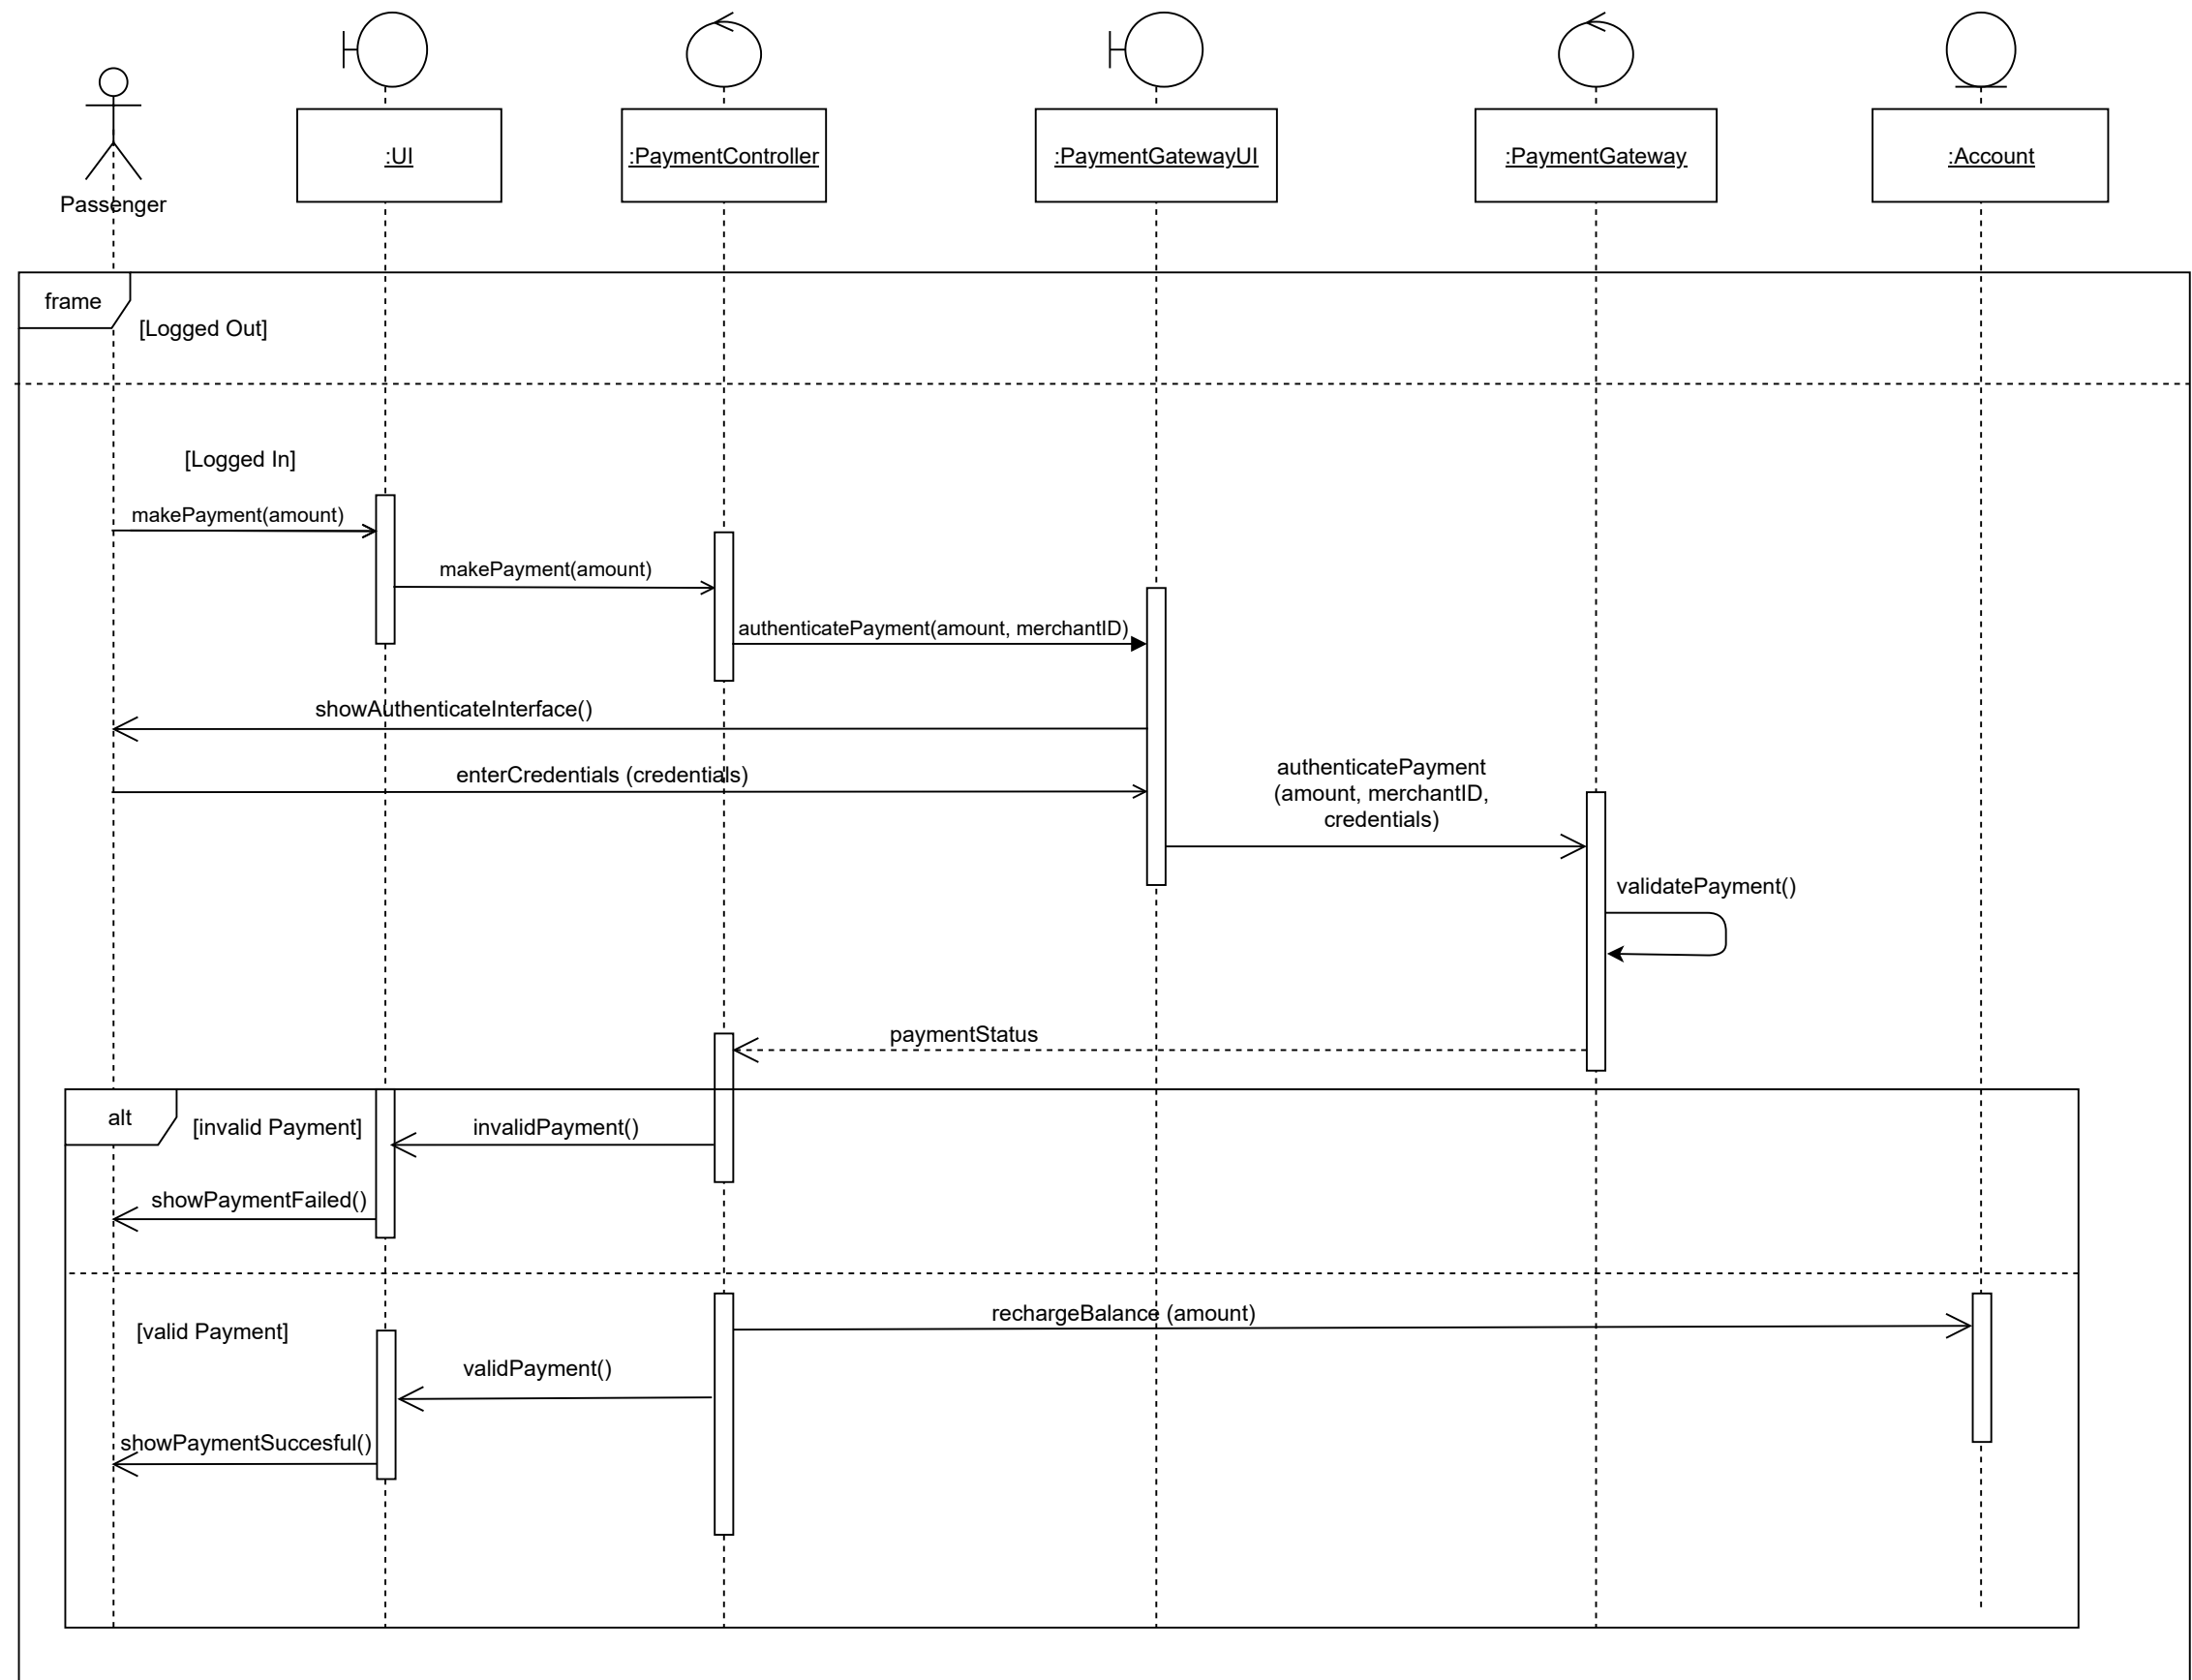 Passenger
:UI
:PaymentController
:PaymentGatewayUI
:PaymentGateway
:Account
frame
[Logged Out]
[Logged In]
makePayment(amount)
makePayment(amount)
authenticatePayment(amount, merchantID)
showAuthenticateInterface()
enterCredentials (credentials)
authenticatePayment
(amount, merchantID,
credentials)
validatePayment()
paymentStatus
alt
[invalid Payment]
invalidPayment()
showPaymentFailed()
rechargeBalance (amount)
[valid Payment]
validPayment()
showPaymentSuccesful()